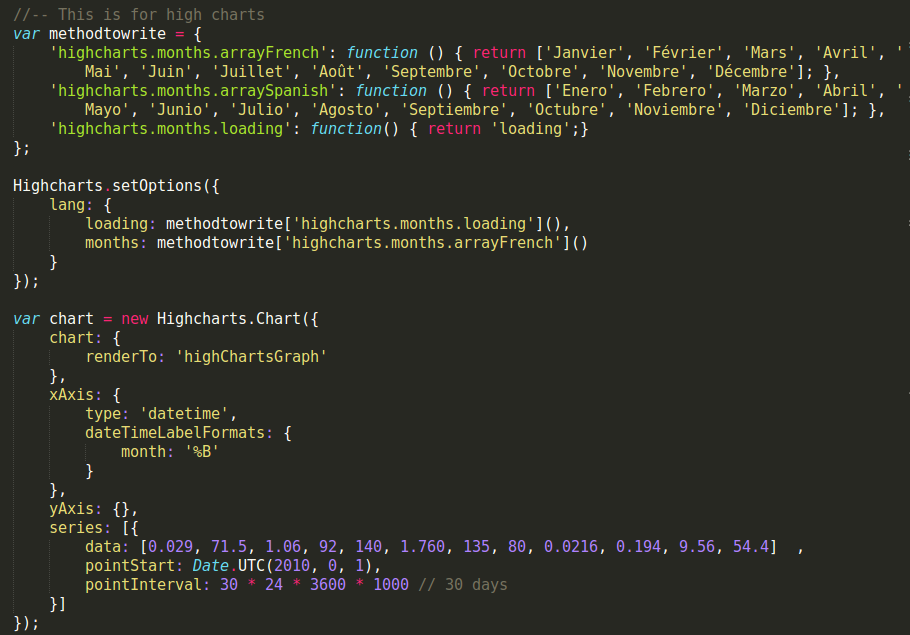 //-- This is for high charts
var methodtowrite = {
    'highcharts.months.arrayFrench': function () { return ['Janvier', 'Février', 'Mars', 'Avril', '
        Mai', 'Juin', 'Juillet', 'Août', 'Septembre', 'Octobre', 'Novembre', 'Décembre']; },
    'highcharts.months.arraySpanish': function () { return ['Enero', 'Febrero', 'Marzo', 'Abril', '
        Mayo', 'Junio', 'Julio', 'Agosto', 'Septiembre', 'Octubre', 'Noviembre', 'Diciembre']; },
    'highcharts.months.loading': function() { return 'loading';}
};

Highcharts.setOptions({
    lang: {
        loading: methodtowrite['highcharts.months.loading'](),
        months: methodtowrite['highcharts.months.arrayFrench']()
    }
});

var chart = new Highcharts.Chart({
    chart: {
        renderTo: 'highChartsGraph'
    },
    xAxis: {
        type: 'datetime',
        dateTimeLabelFormats: {
            month: '%B'
        }
    },
    yAxis: {},
    series: [{
        data: [0.029, 71.5, 1.06, 92, 140, 1.760, 135, 80, 0.0216, 0.194, 9.56, 54.4]  ,
        pointStart: Date.UTC(2010, 0, 1),
        pointInterval: 30 * 24 * 3600 * 1000 // 30 days
    }]
});